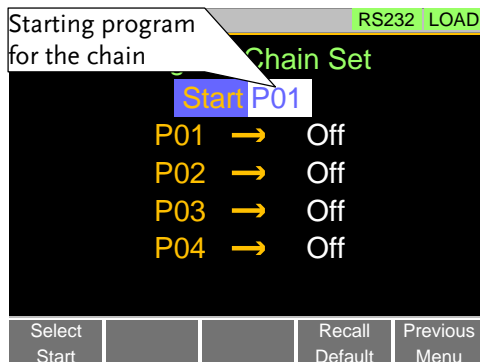 Starting program
for the chain
RS232 LOAD
Chain Set
Start P01
P01 → Off
P02 → Off
P03 → Off
P04 → Off
Select Start
Recall Default
Previous Menu